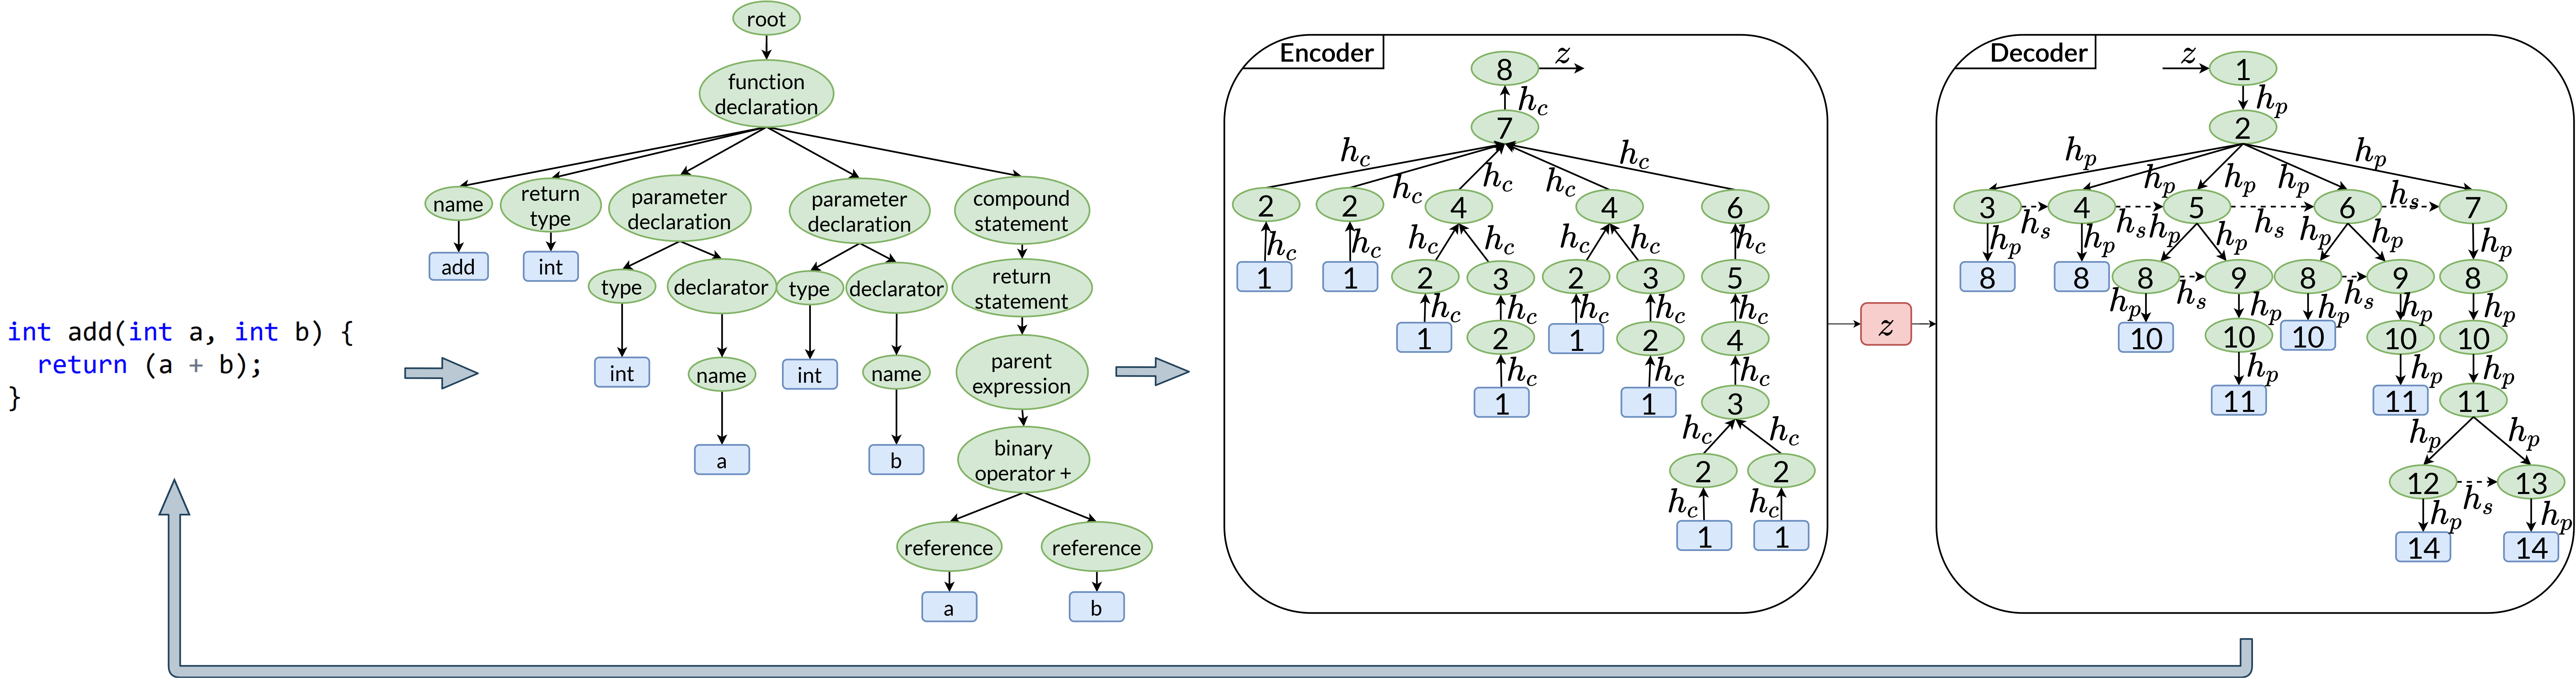 int add(int a, int b) {
return (a + b);
}
root
function
declaration
name
return
type
parameter
declaration
parameter
declaration
compound
statement
add
int
type
declarator
type
declarator
return
statement
int
name
int
name
parent
expression
a
b
binary
operator +
reference
reference
a
b
Encoder
8 z
h_c
7
h_c h_c h_c h_c h_c
2 2 4 4 6
h_c h_c h_c h_c h_c h_c h_c
1 1 2 3 2 3 5
h_c h_c h_c h_c h_c
1 2 1 2 4
h_c h_c h_c
1 1 3
h_c h_c
2 2
h_c h_c
1 1
z
Decoder
z 1
h_p
2
h_p h_p h_p h_p h_p
3 h_s 4 h_s 5 h_s 6 h_s 7
h_p h_p h_p h_p h_p h_p h_p
8 8 8 h_s 9 8 h_s 9 8
h_p h_p h_p h_p h_p
10 10 10 10 10
h_p h_p h_p
11 11 11
h_p h_p
12 h_s 13
h_p h_p
14 14